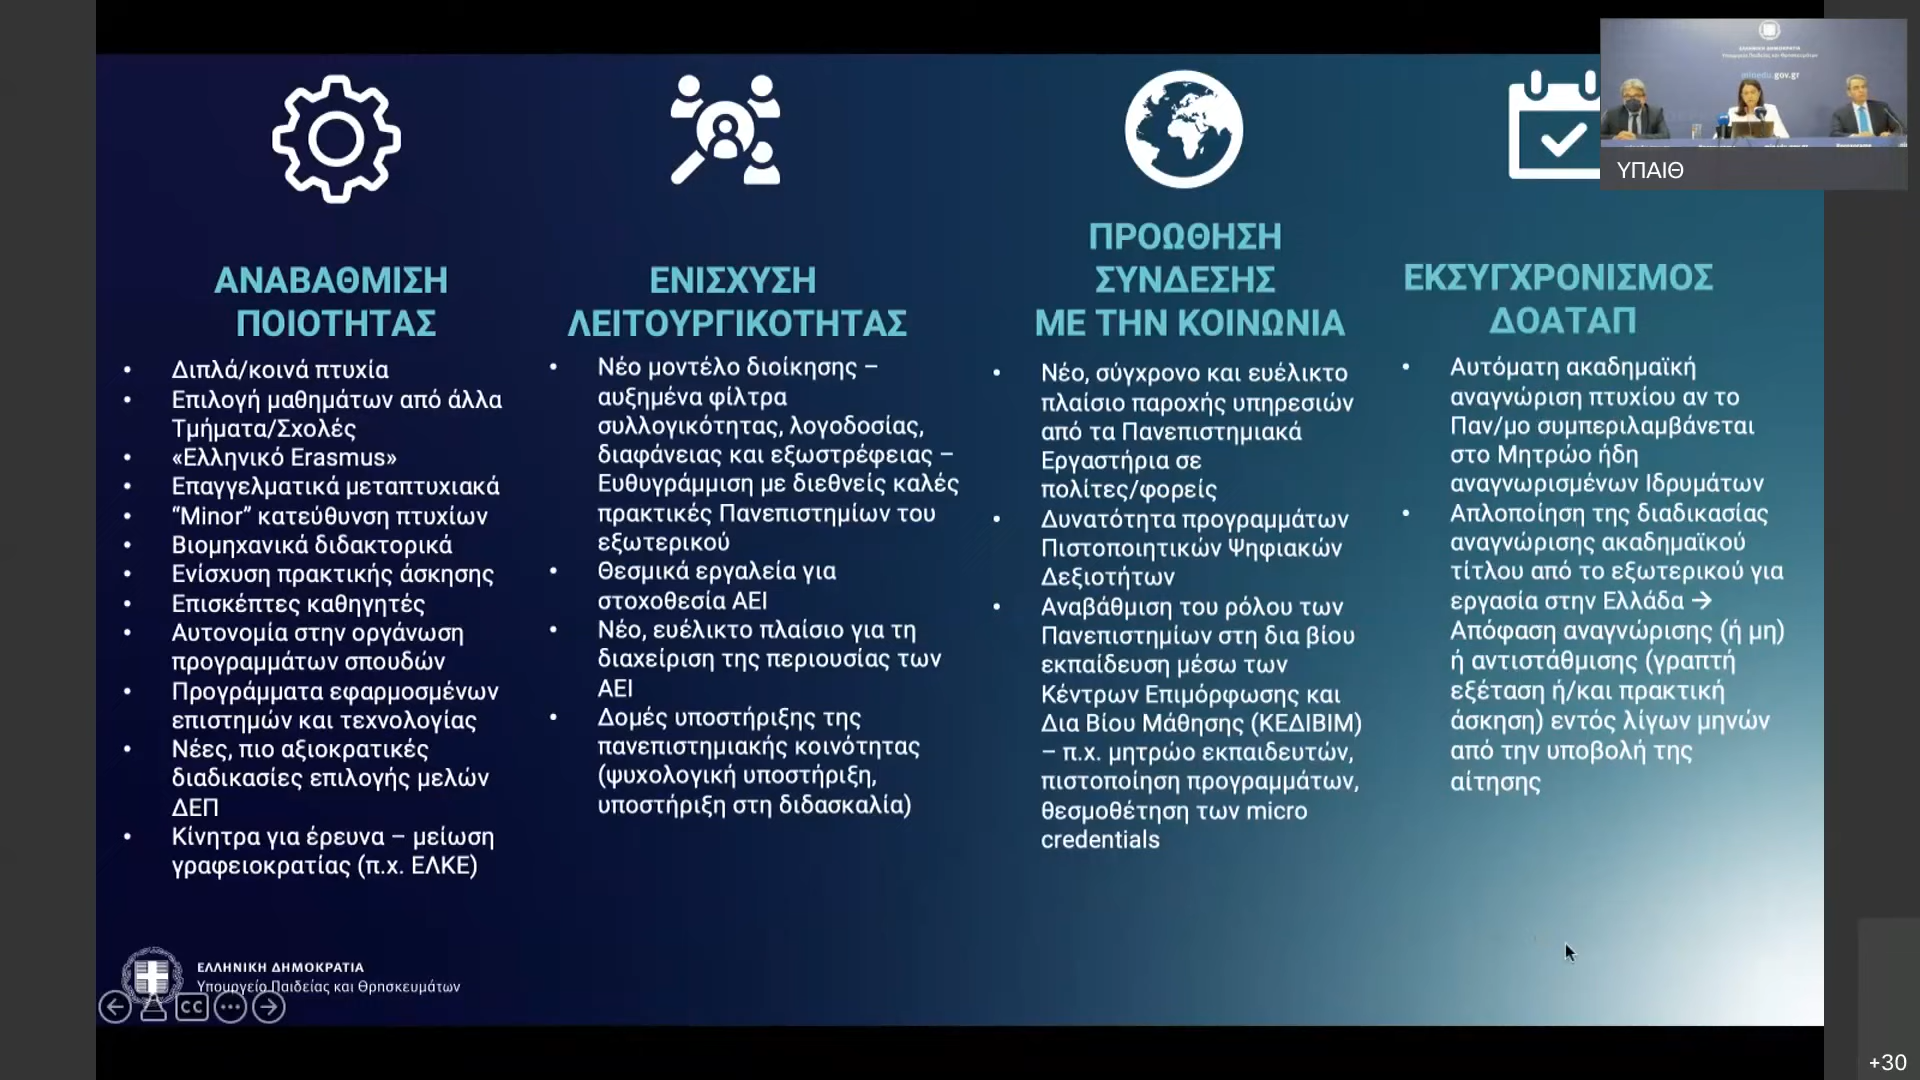 ΑΝΑΒΑΘΜΙΣΗ
ΠΟΙΟΤΗΤΑΣ
• Διπλά/κοινά πτυχία
• Επιλογή μαθημάτων από άλλα
Τμήματα/Σχολές
• «Ελληνικό Erasmus»
• Επαγγελματικά μεταπτυχιακά
• “Minor” κατεύθυνση πτυχίων
• Βιομηχανικά διδακτορικά
• Ενίσχυση πρακτικής άσκησης
• Επισκέπτες καθηγητές
• Αυτονομία στην οργάνωση
προγραμμάτων σπουδών
• Προγράμματα εφαρμοσμένων
επιστημών και τεχνολογίας
• Νέες, πιο αξιοκρατικές
διαδικασίες επιλογής μελών
ΔΕΠ
• Κίνητρα για έρευνα – μείωση
γραφειοκρατίας (π.χ. ΕΛΚΕ)
ΕΝΙΣΧΥΣΗ
ΛΕΙΤΟΥΡΓΙΚΟΤΗΤΑΣ
• Νέο μοντέλο διοίκησης –
αυξημένα φίλτρα
συλλογικότητας, λογοδοσίας,
διαφάνειας και εξωστρέφειας –
Ευθυγράμμιση με διεθνείς καλές
πρακτικές Πανεπιστημίων του
εξωτερικού
• Θεσμικά εργαλεία για
στοχοθεσία ΑΕΙ
• Νέο, ευέλικτο πλαίσιο για τη
διαχείριση της περιουσίας των
ΑΕΙ
• Δομές υποστήριξης της
πανεπιστημιακής κοινότητας
(ψυχολογική υποστήριξη,
υποστήριξη στη διδασκαλία)
ΠΡΟΩΘΗΣΗ
ΣΥΝΔΕΣΗΣ
ΜΕ ΤΗΝ ΚΟΙΝΩΝΙΑ
• Νέο, σύγχρονο και ευέλικτο
πλαίσιο παροχής υπηρεσιών
από τα Πανεπιστημιακά
Εργαστήρια σε
πολίτες/φορείς
• Δυνατότητα προγραμμάτων
Πιστοποιητικών Ψηφιακών
Δεξιοτήτων
• Αναβάθμιση του ρόλου των
Πανεπιστημίων στη δια βίου
εκπαίδευση μέσω των
Κέντρων Επιμόρφωσης και
Δια Βίου Μάθησης (ΚΕΔΙΒΙΜ)
– π.χ. μητρώο εκπαιδευτών,
πιστοποίηση προγραμμάτων,
θεσμοθέτηση των micro
credentials
ΕΚΣΥΓΧΡΟΝΙΣΜΟΣ
ΔΟΑΤΑΠ
• Αυτόματη ακαδημαϊκή
αναγνώριση πτυχίου αν το
Παν/μο συμπεριλαμβάνεται
στο Μητρώο ήδη
αναγνωρισμένων Ιδρυμάτων
• Απλοποίηση της διαδικασίας
αναγνώρισης ακαδημαϊκού
τίτλου από το εξωτερικού για
εργασία στην Ελλάδα →
Απόφαση αναγνώρισης (ή μη)
ή αντιστάθμισης (γραπτή
εξέταση ή/και πρακτική
άσκηση) εντός λίγων μηνών
από την υποβολή της
αίτησης
ΕΛΛΗΝΙΚΗ ΔΗΜΟΚΡΑΤΙΑ
Υπουργείο Παιδείας και Θρησκευμάτων
minedu.gov.gr
ΥΠΑΙΘ
CC
+30